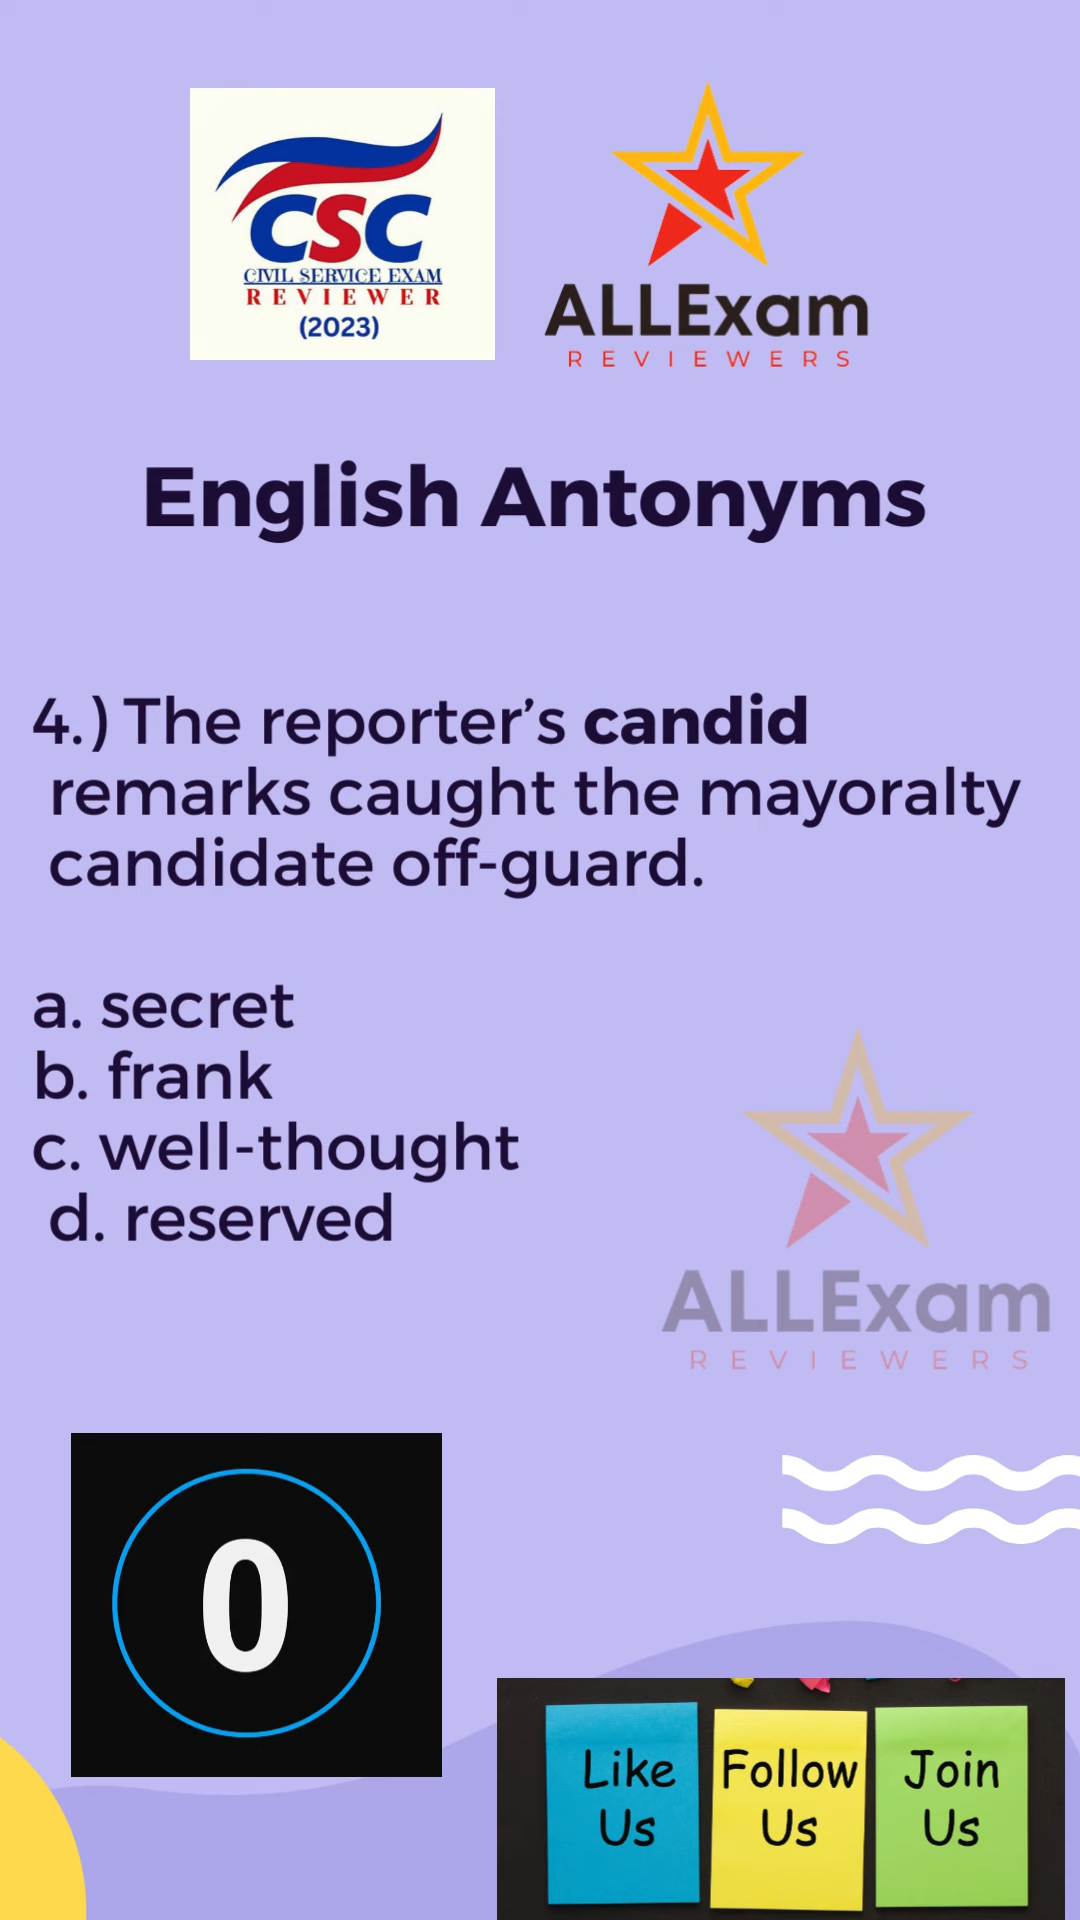 CSC
CIVIL SERVICE EXAM
REVIEWER
(2023)
ALLExam
REVIEWERS
English Antonyms
4.) The reporter’s candid
remarks caught the mayoralty
candidate off-guard.
a. secret
b. frank
c. well-thought
d. reserved
ALLExam
REVIEWERS
0
Like
Us
Follow
Us
Join
Us